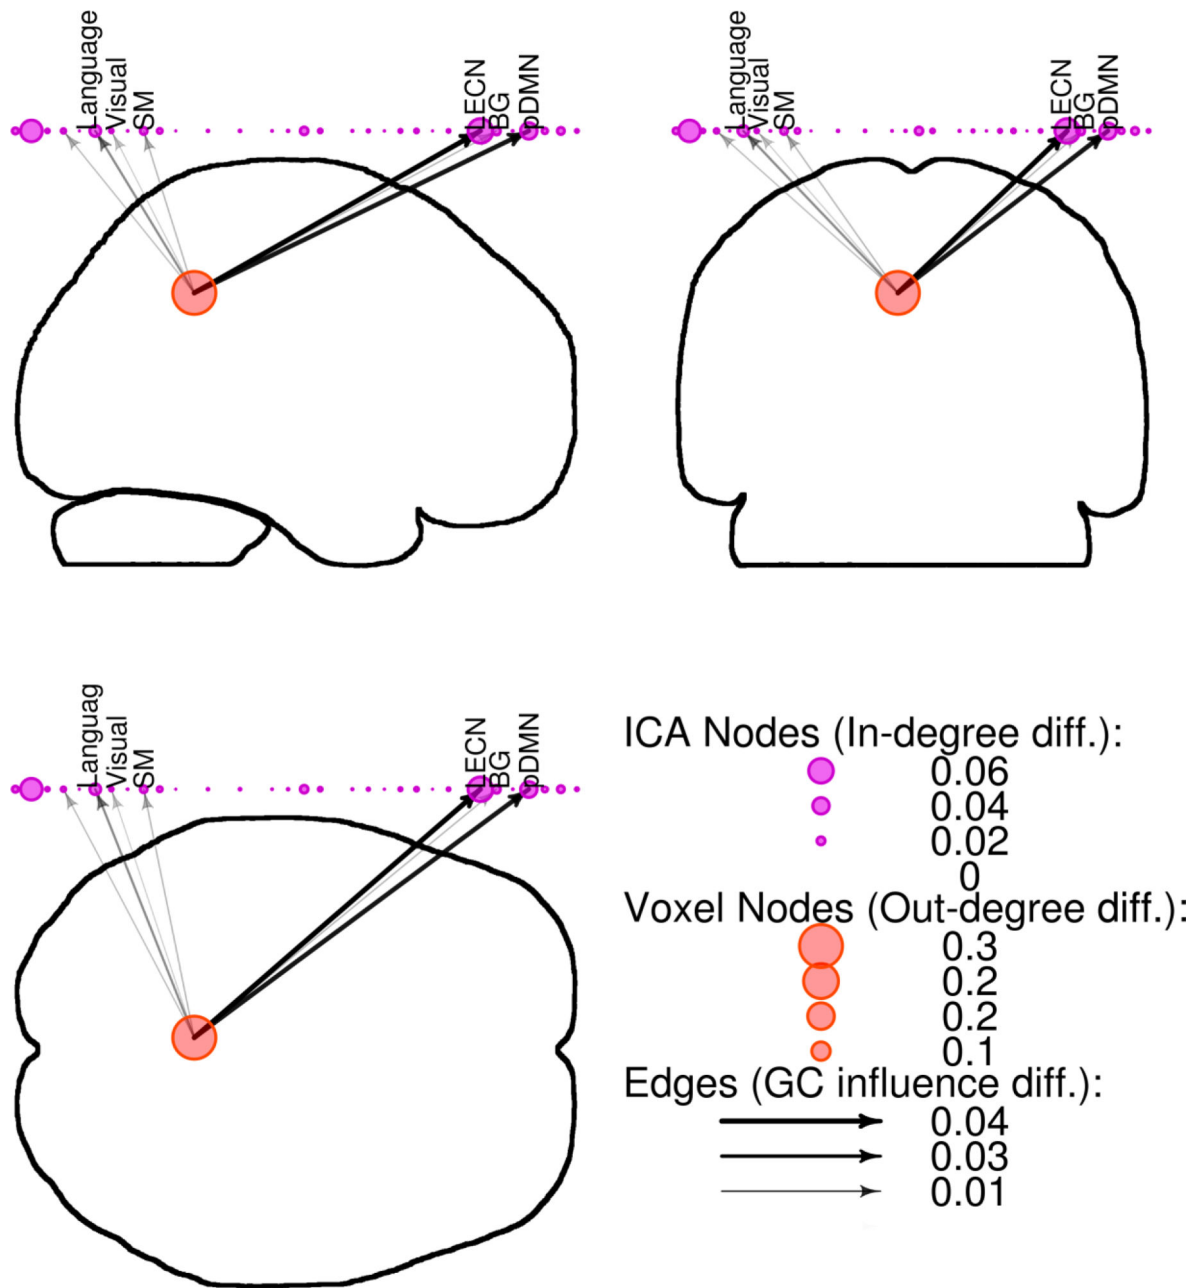 Language
Visual
SM
LECN
BG
pDMN
Language
Visual
SM
LECN
BG
pDMN
Languag
Visual
SM
LECN
BG
pDMN
ICA Nodes (In-degree diff.):
0.06
0.04
0.02
0
Voxel Nodes (Out-degree diff.):
0.3
0.2
0.2
0.1
Edges (GC influence diff.):
0.04
0.03
0.01